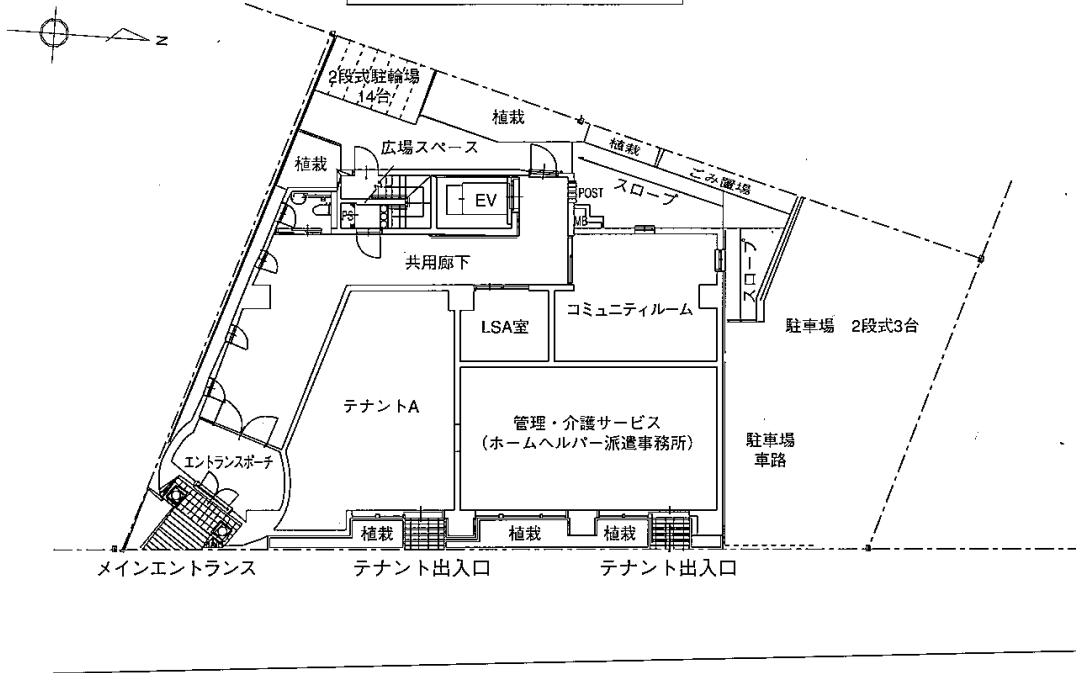 N
2段式駐輪場
14台
植栽
広場スペース
植栽
植栽
ごみ置場
スロープ
EV
POST
PS
MB
共用廊下
スロープ
LSA室
コミュニティルーム
駐車場 2段式3台
テナントA
管理・介護サービス
(ホームヘルパー派遣事務所)
駐車場
車路
エントランスポーチ
植栽
植栽
植栽
メインエントランス
テナント出入口
テナント出入口